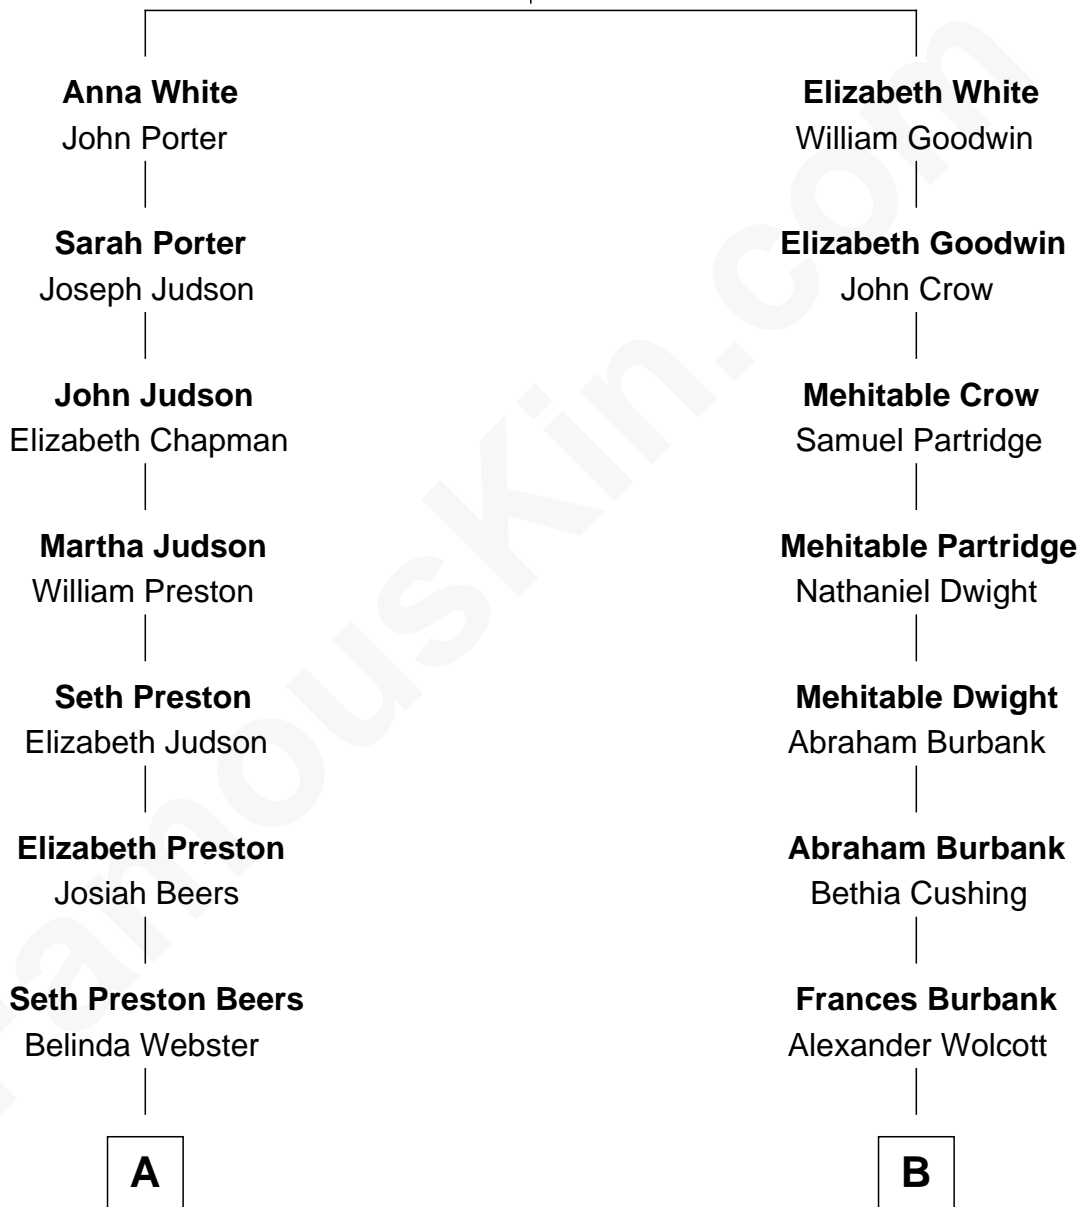 Anna White
John Porter
Sarah Porter
Joseph Judson
John Judson
Elizabeth Chapman
Martha Judson
William Preston
Seth Preston
Elizabeth Judson
Elizabeth Preston
Josiah Beers
Seth Preston Beers
Belinda Webster
A
Elizabeth White
William Goodwin
Elizabeth Goodwin
John Crow
Mehitable Crow
Samuel Partridge
Mehitable Partridge
Nathaniel Dwight
Mehitable Dwight
Abraham Burbank
Abraham Burbank
Bethia Cushing
Frances Burbank
Alexander Wolcott
B
FamousKin.com